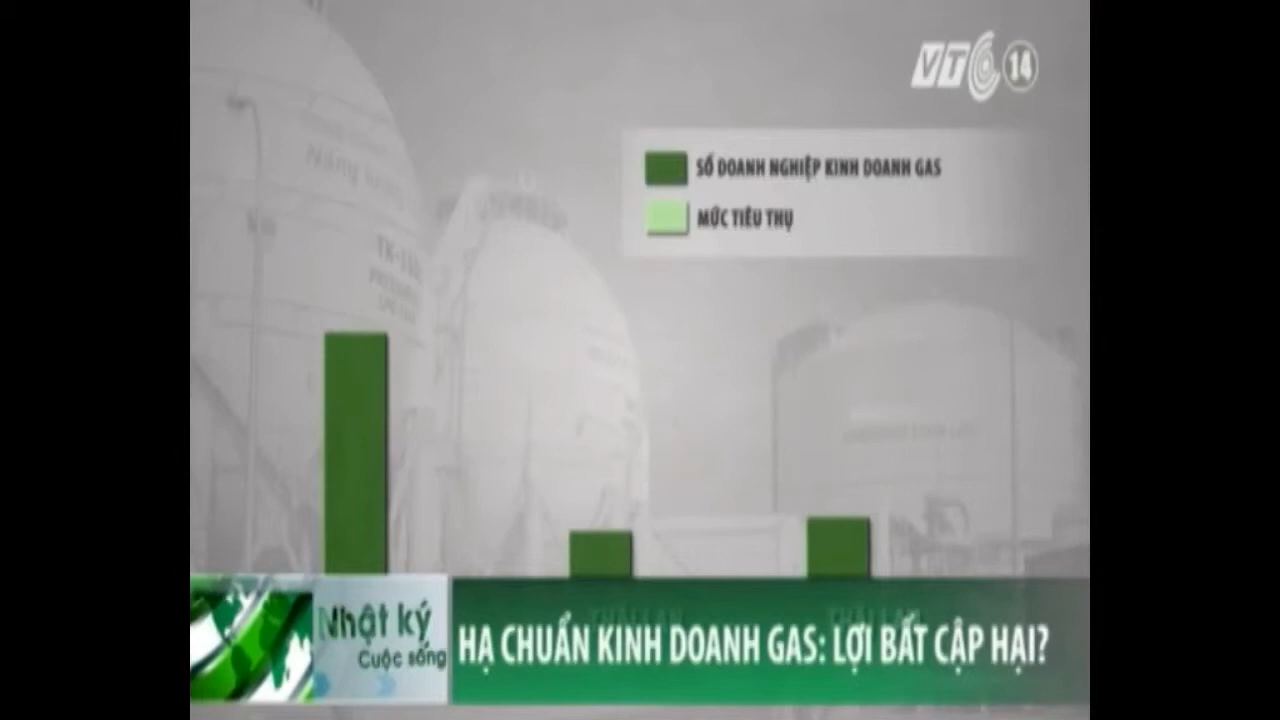 VTC 14
SỐ DOANH NGHIỆP KINH DOANH GAS
MỨC TIÊU THỤ
Nhật ký
Cuộc sống
HẠ CHUẨN KINH DOANH GAS: LỢI BẤT CẬP HẠI?